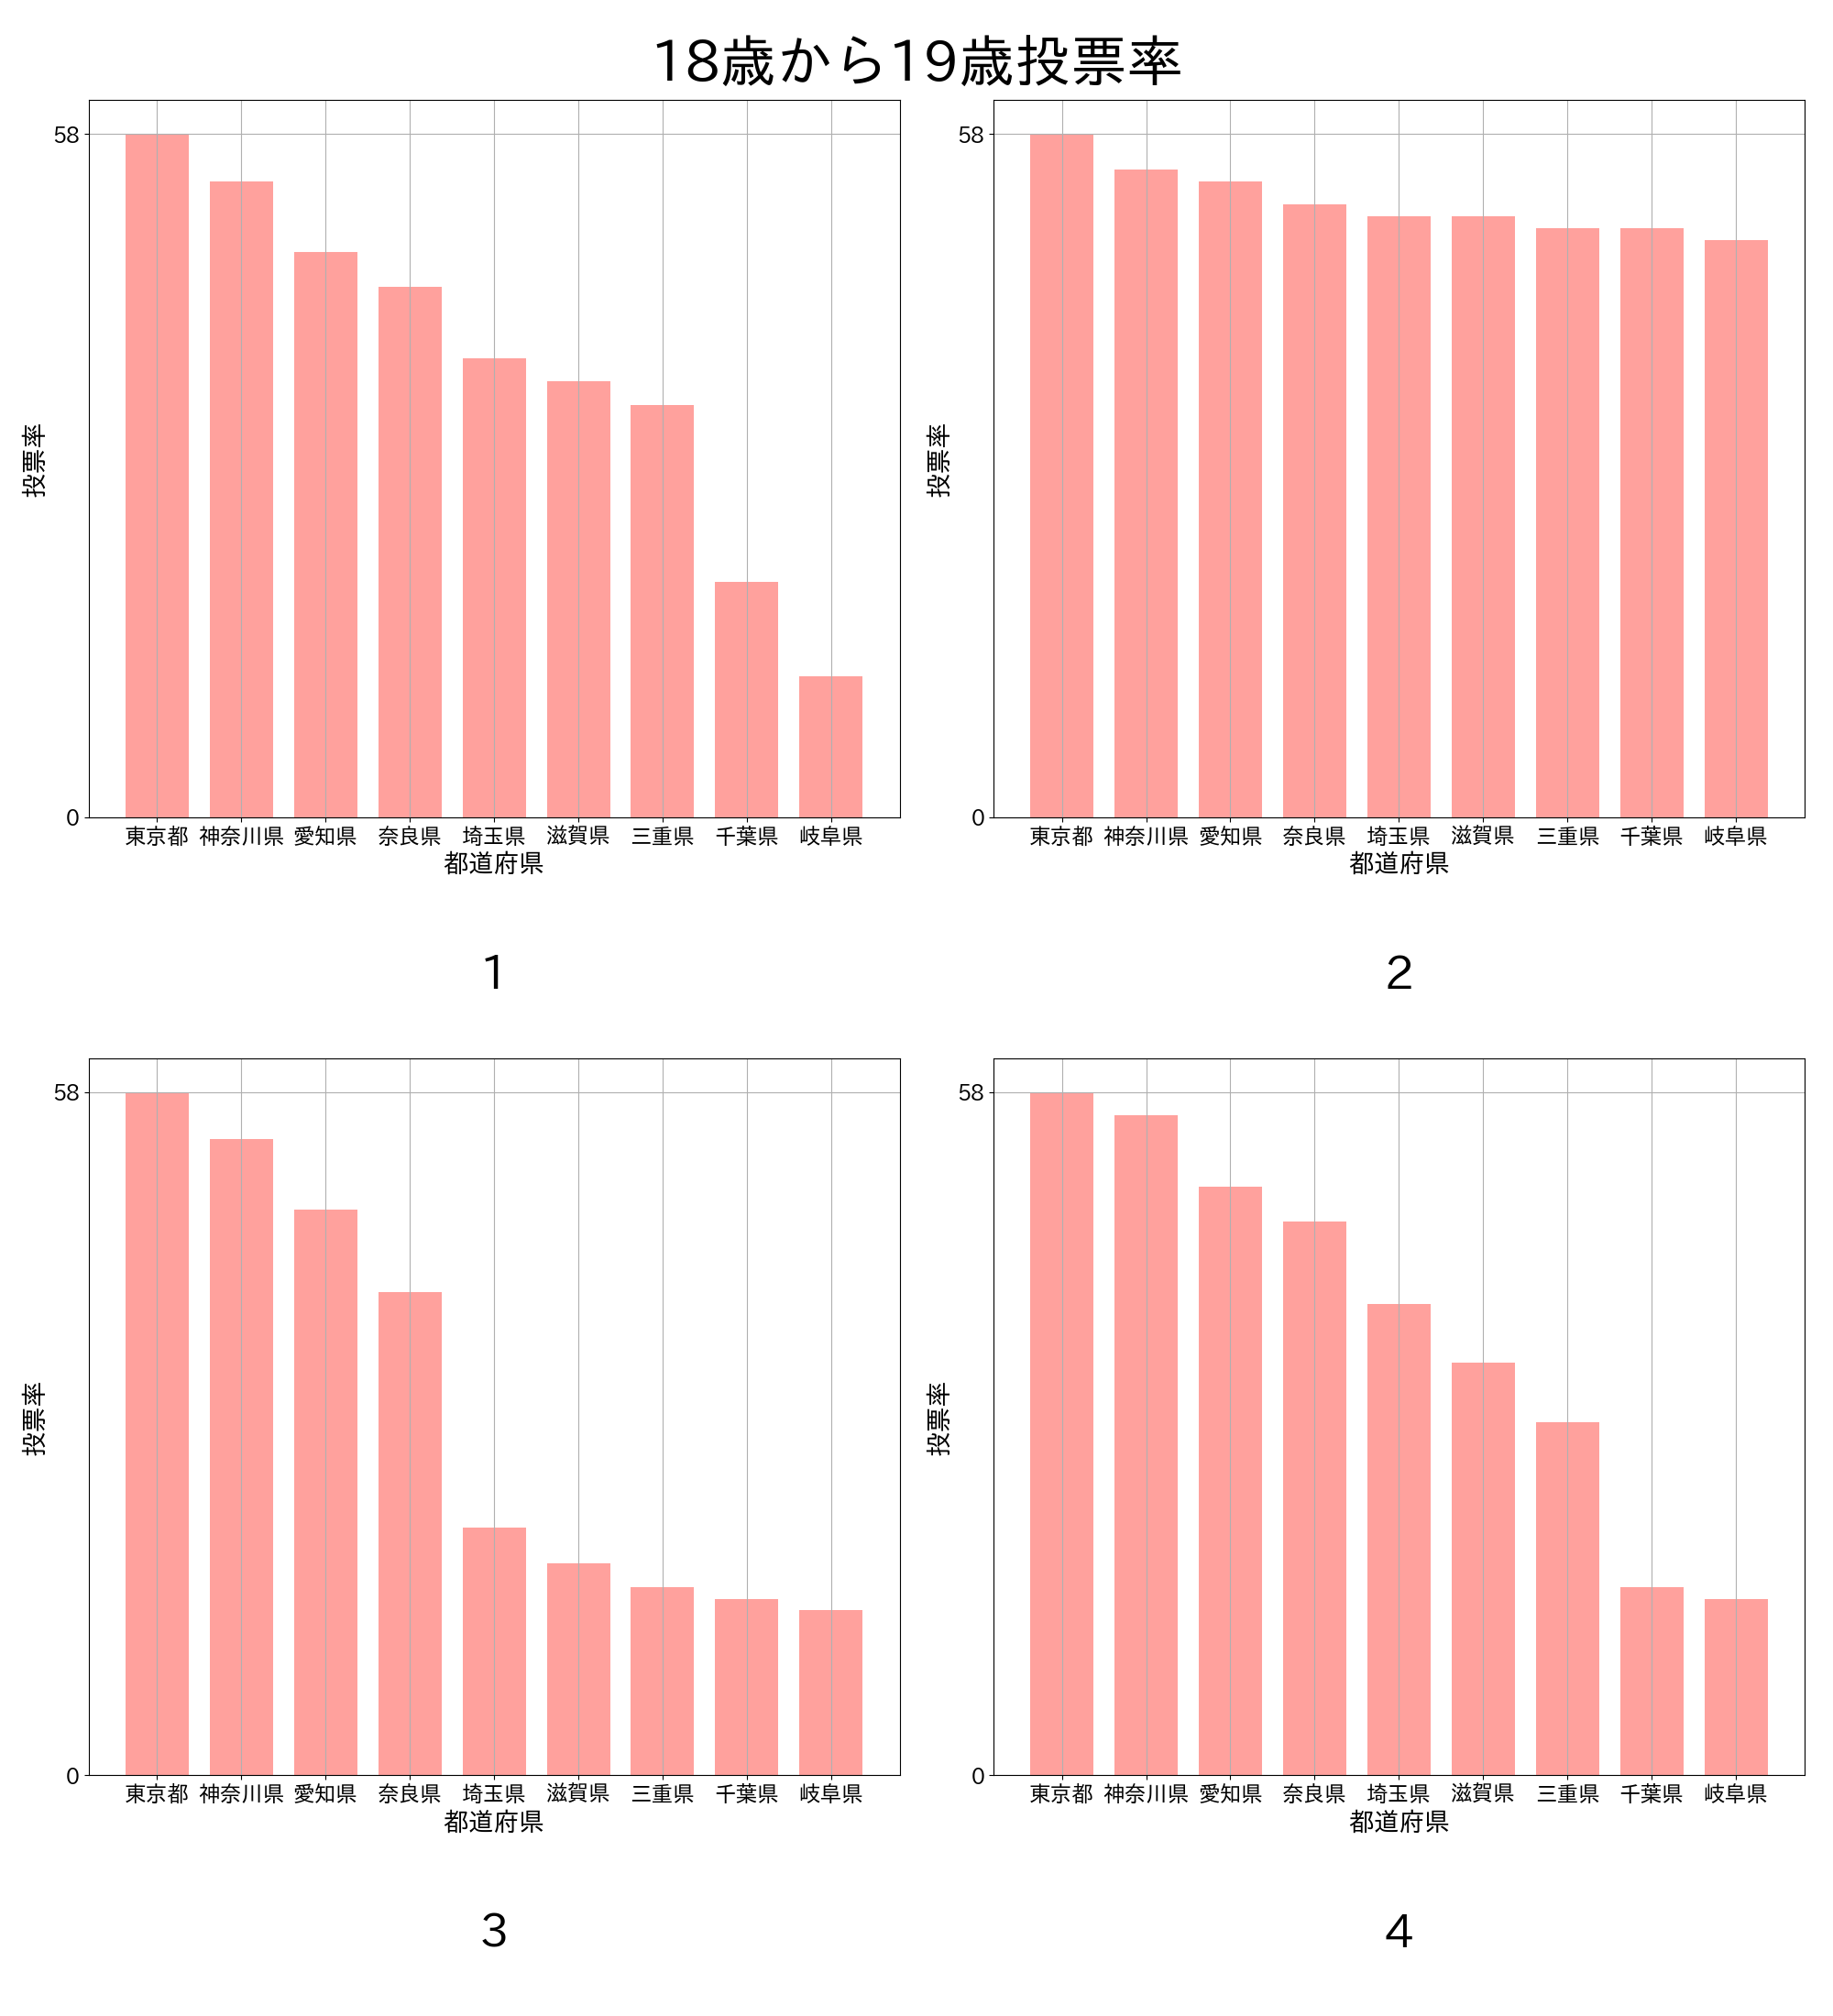 18歳から19歳投票率
58
0
投票率
東京都 神奈川県 愛知県 奈良県 埼玉県 滋賀県 三重県 千葉県 岐阜県
都道府県
1
58
0
投票率
東京都 神奈川県 愛知県 奈良県 埼玉県 滋賀県 三重県 千葉県 岐阜県
都道府県
2
58
0
投票率
東京都 神奈川県 愛知県 奈良県 埼玉県 滋賀県 三重県 千葉県 岐阜県
都道府県
3
58
0
投票率
東京都 神奈川県 愛知県 奈良県 埼玉県 滋賀県 三重県 千葉県 岐阜県
都道府県
4